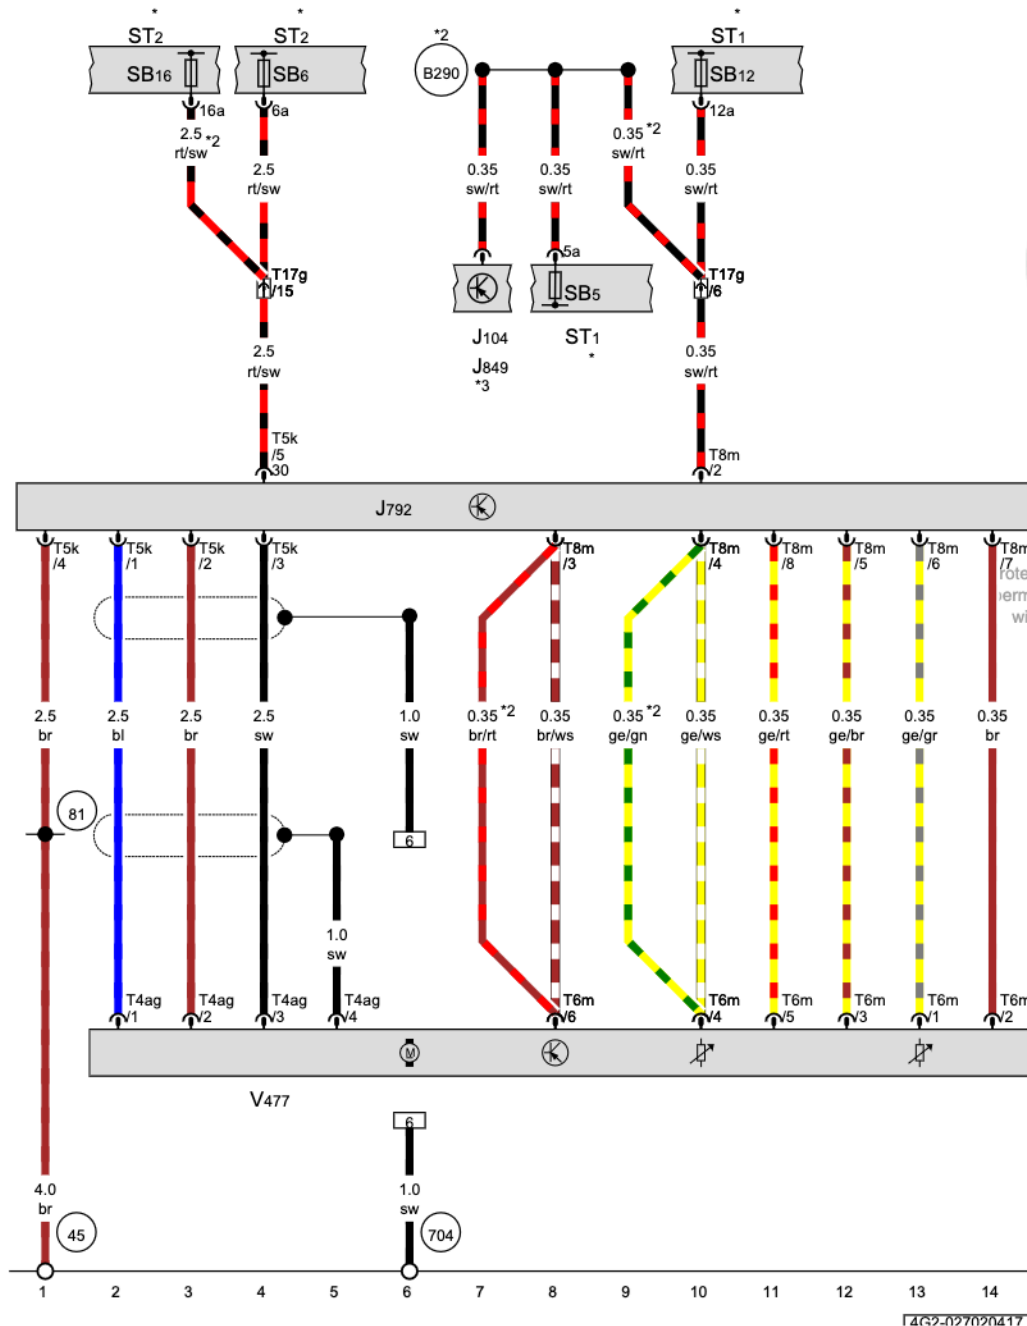 * * *
ST2 ST2 *2 ST1
SB16 SB6 B290 SB12
16a 6a 12a
2.5 *2 0.35 *2
rt/sw sw/rt
2.5 0.35 0.35 0.35
rt/sw sw/rt sw/rt sw/rt
5a
T17g T17g
/15 /6
SB5
J104 ST1
J849 *
*3
2.5 0.35
rt/sw sw/rt
T5k T8m
/5 /2
30
J792
T5k T5k T5k T5k T8m T8m T8m T8m T8m T8m
/4 /1 /2 /3 /3 /4 /8 /5 /6 /7
2.5 2.5 2.5 2.5 1.0 0.35 *2 0.35 0.35 *2 0.35 0.35 0.35 0.35 0.35
br bl br sw sw br/rt br/ws ge/gn ge/ws ge/rt ge/br ge/gr br
81
6
1.0
sw
T4ag T4ag T4ag T4ag T6m T6m T6m T6m T6m T6m
/1 /2 /3 /4 /6 /4 /5 /3 /1 /2
M
V477
6
4.0 1.0
br sw
45 704
1 2 3 4 5 6 7 8 9 10 11 12 13 14
4G2-027020417